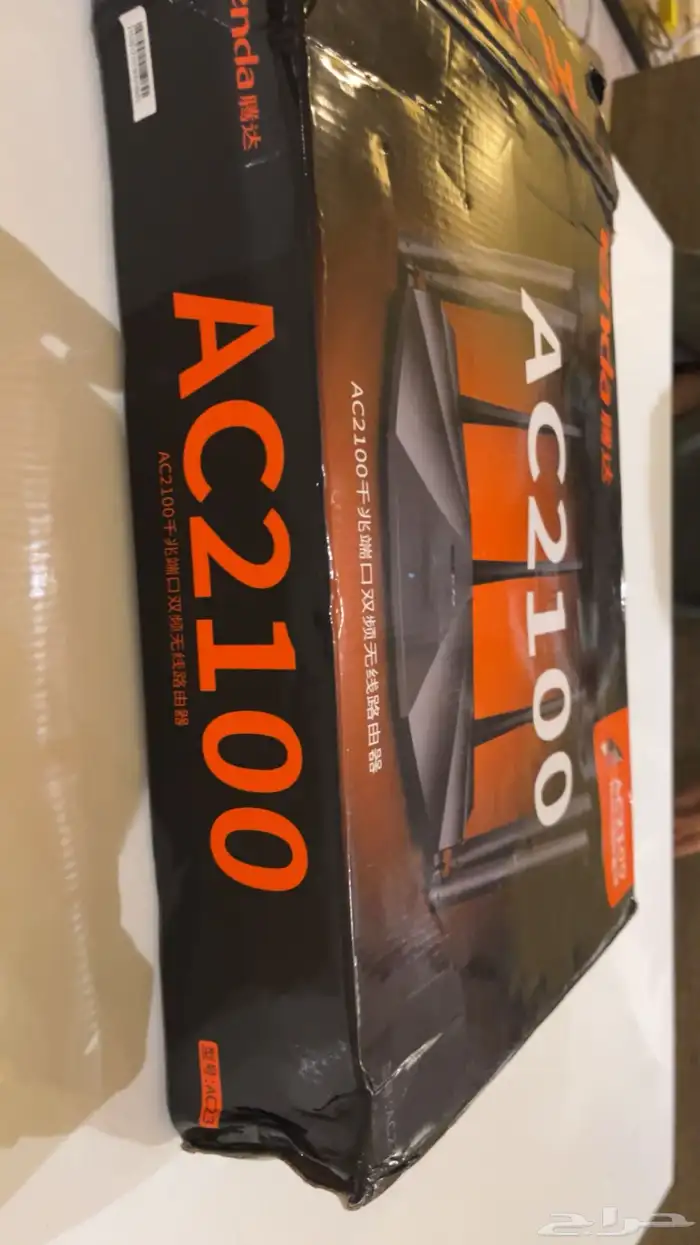 enda 腾达
AC2100
AC2100千兆端口双频无线路由器
型号:AC23
Tenda 腾达
AC2100
AC2100千兆端口双频无线路由器
حراج